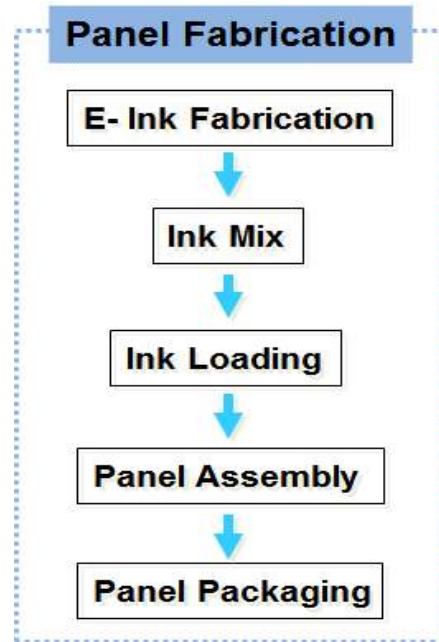 Panel Fabrication
E- Ink Fabrication
Ink Mix
Ink Loading
Panel Assembly
Panel Packaging